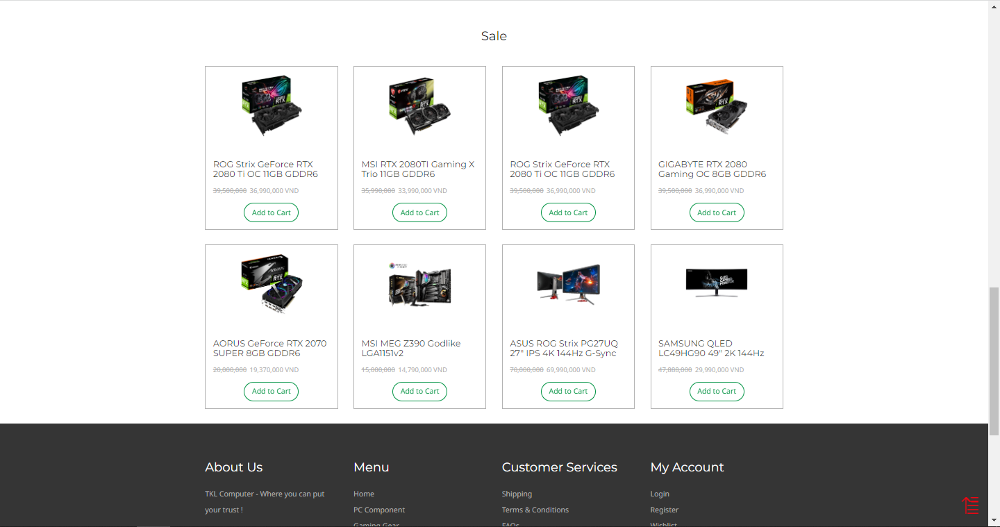 Sale
ROG Strix GeForce RTX
2080 Ti OC 11GB GDDR6
39,500,000 36,990,000 VND
Add to Cart
MSI RTX 2080TI Gaming X
Trio 11GB GDDR6
35,990,000 33,990,000 VND
Add to Cart
ROG Strix GeForce RTX
2080 Ti OC 11GB GDDR6
39,500,000 36,990,000 VND
Add to Cart
GIGABYTE RTX 2080
Gaming OC 8GB GDDR6
39,500,000 36,990,000 VND
Add to Cart
AORUS GeForce RTX 2070
SUPER 8GB GDDR6
20,000,000 19,370,000 VND
Add to Cart
MSI MEG Z390 Godlike
LGA1151v2
15,000,000 14,790,000 VND
Add to Cart
ASUS ROG Strix PG27UQ
27" IPS 4K 144Hz G-Sync
70,000,000 69,990,000 VND
Add to Cart
QLED
GAMING
MONITOR
SAMSUNG QLED
LC49HG90 49" 2K 144Hz
47,888,000 29,990,000 VND
Add to Cart
About Us
TKL Computer - Where you can put
your trust !
Menu
Home
PC Component
Gaming Gear
Customer Services
Shipping
Terms & Conditions
FAQs
My Account
Login
Register
Wishlist